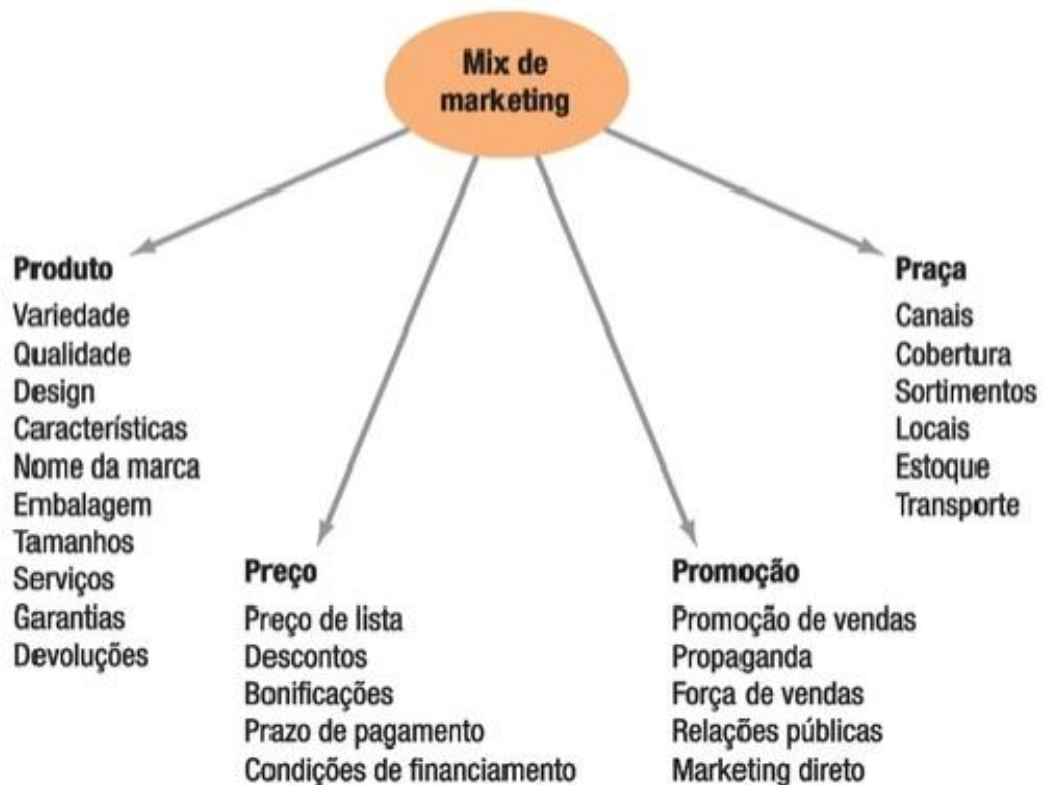 Mix de
marketing
Produto
Variedade
Qualidade
Design
Características
Nome da marca
Embalagem
Tamanhos
Serviços
Garantias
Devoluções
Preço
Preço de lista
Descontos
Bonificações
Prazo de pagamento
Condições de financiamento
Promoção
Promoção de vendas
Propaganda
Força de vendas
Relações públicas
Marketing direto
Praça
Canais
Cobertura
Sortimentos
Locais
Estoque
Transporte